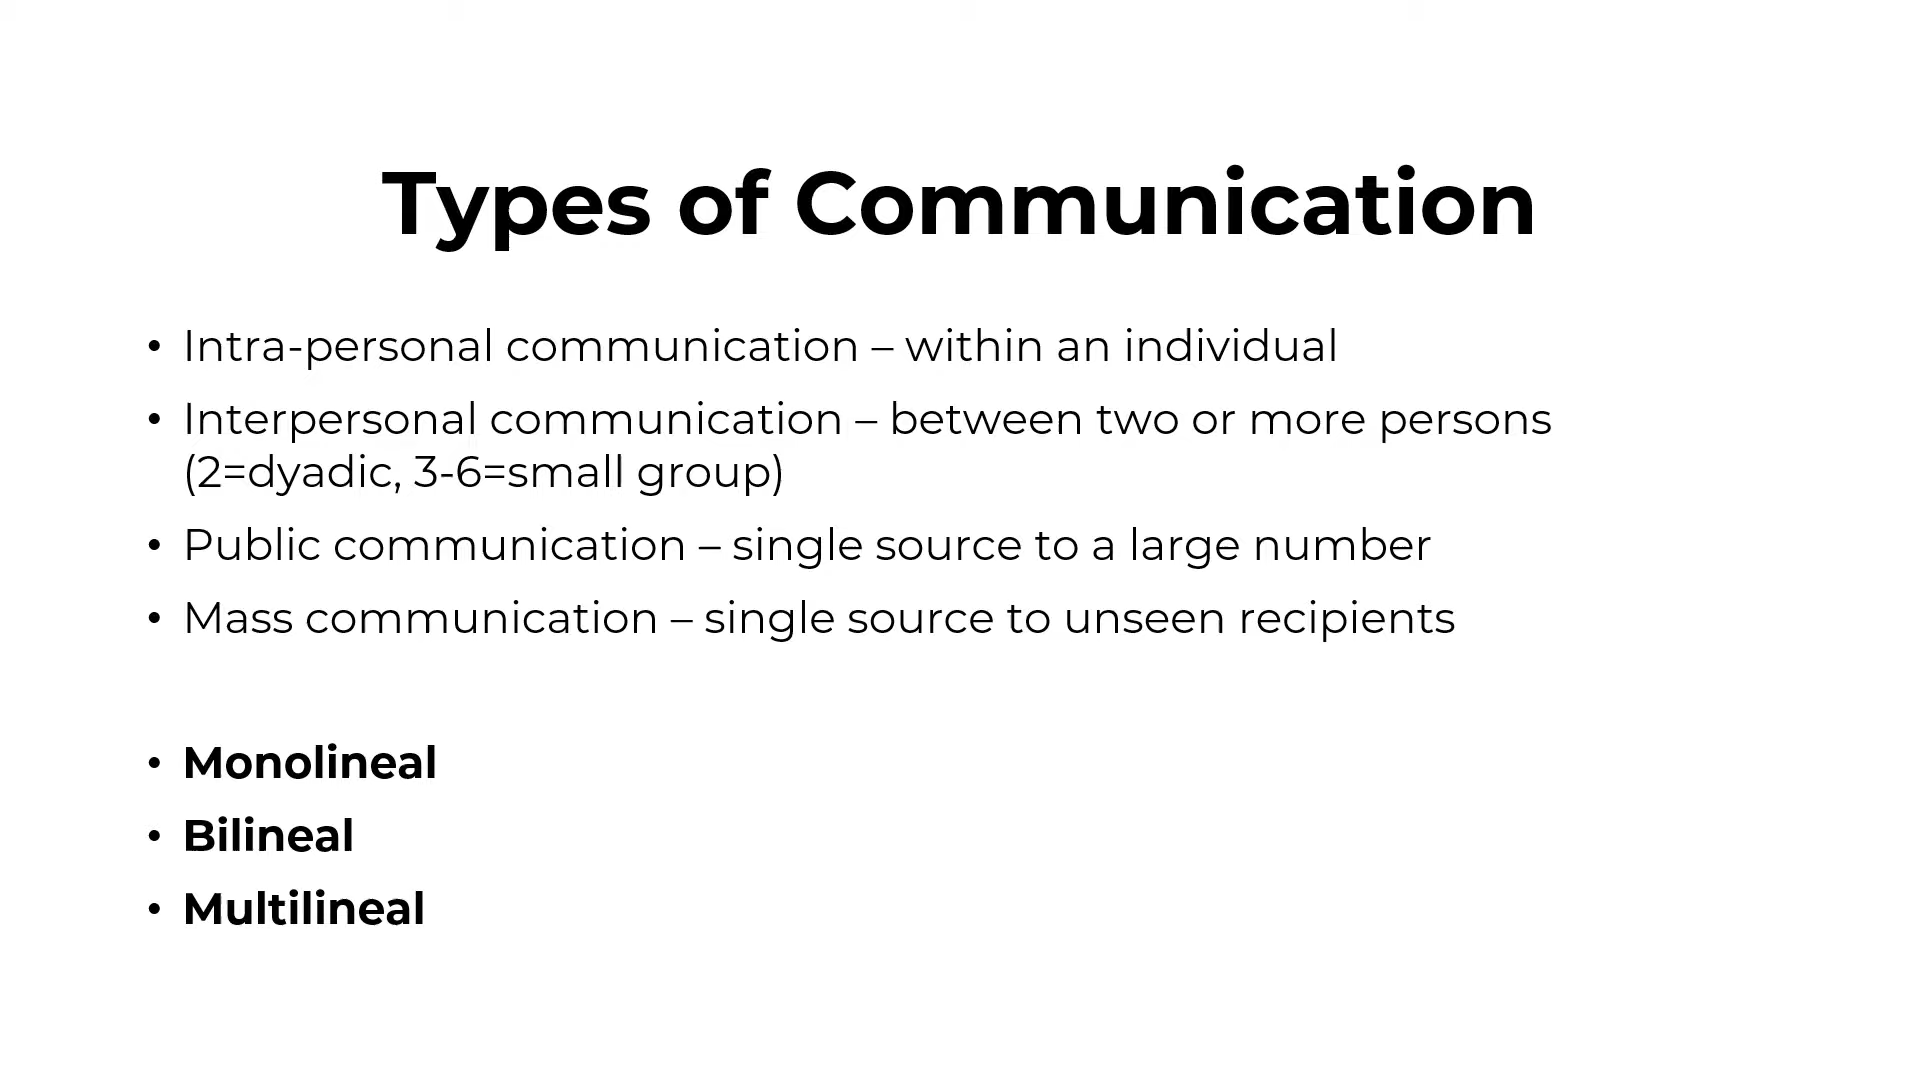 Types of Communication
• Intra-personal communication – within an individual
• Interpersonal communication – between two or more persons
(2=dyadic, 3-6=small group)
• Public communication – single source to a large number
• Mass communication – single source to unseen recipients
• Monolineal
• Bilineal
• Multilineal